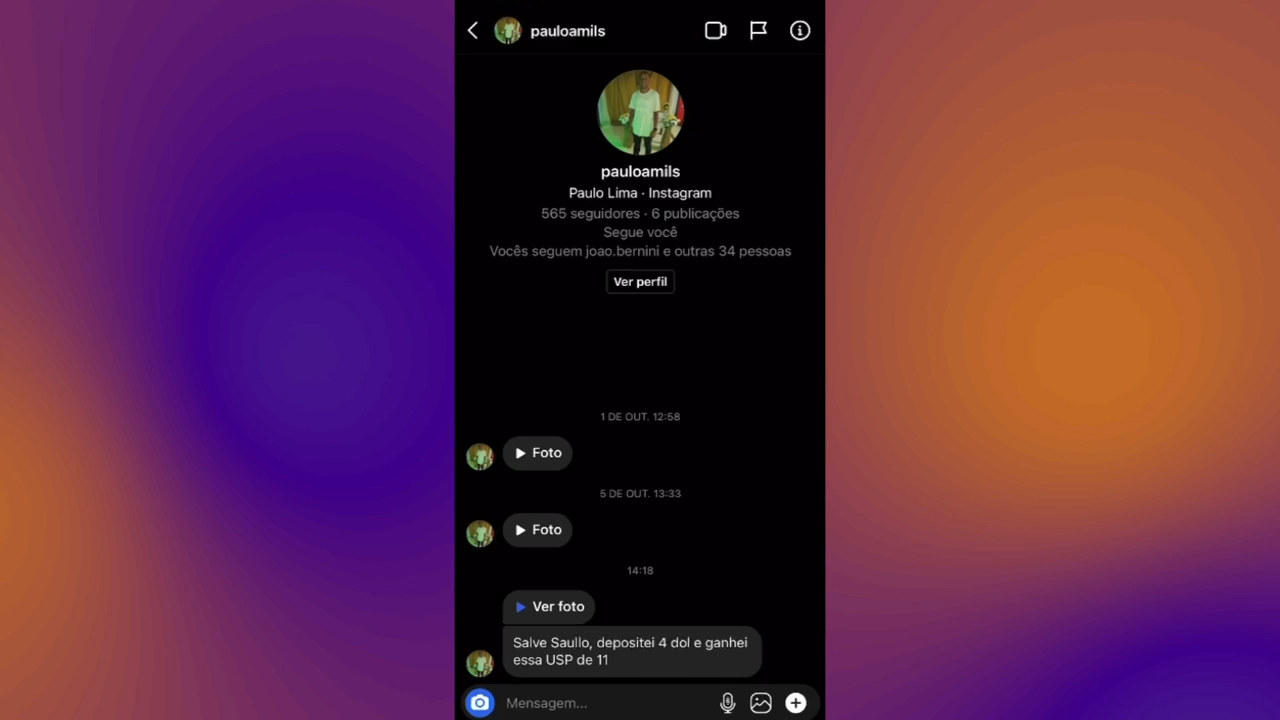 pauloamils
pauloamils
Paulo Lima · Instagram
565 seguidores · 6 publicações
Segue você
Vocês seguem joao.bernini e outras 34 pessoas
Ver perfil
1 DE OUT. 12:58
Foto
5 DE OUT. 13:33
Foto
14:18
Ver foto
Salve Saullo, depositei 4 dol e ganhei
essa USP de 11
Mensagem...